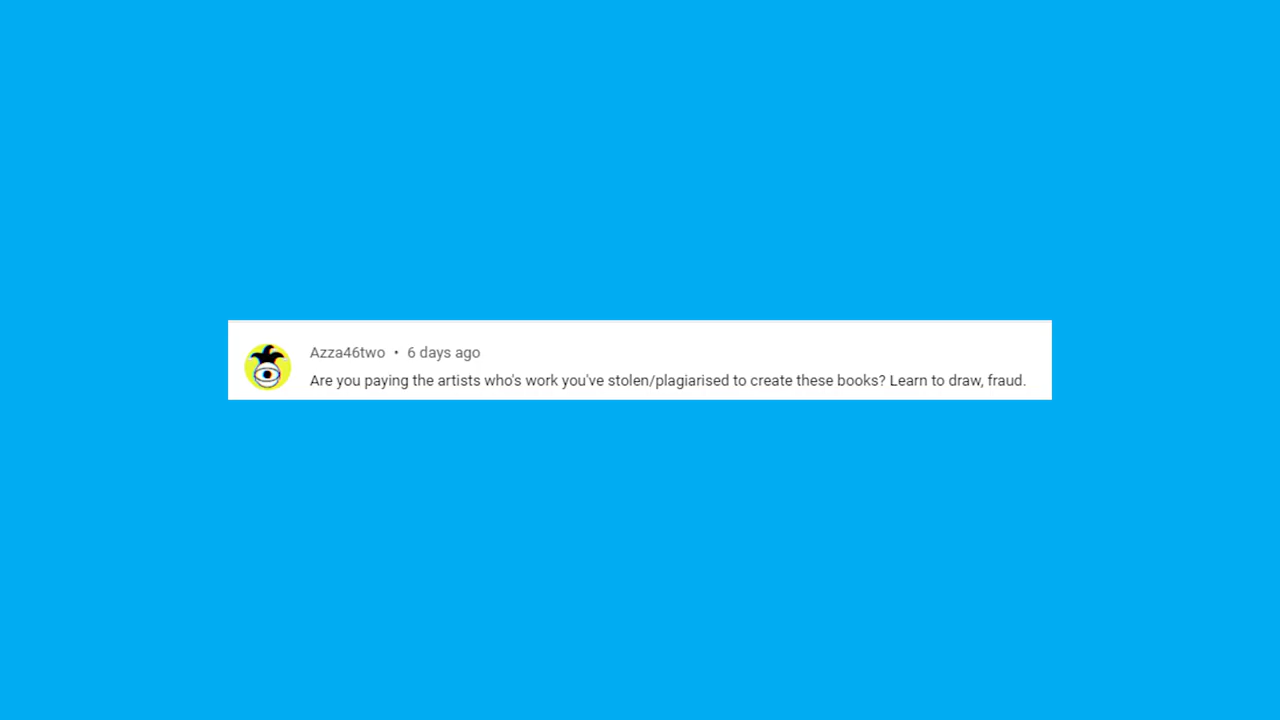 Azza46two • 6 days ago
Are you paying the artists who's work you've stolen/plagiarised to create these books? Learn to draw, fraud.